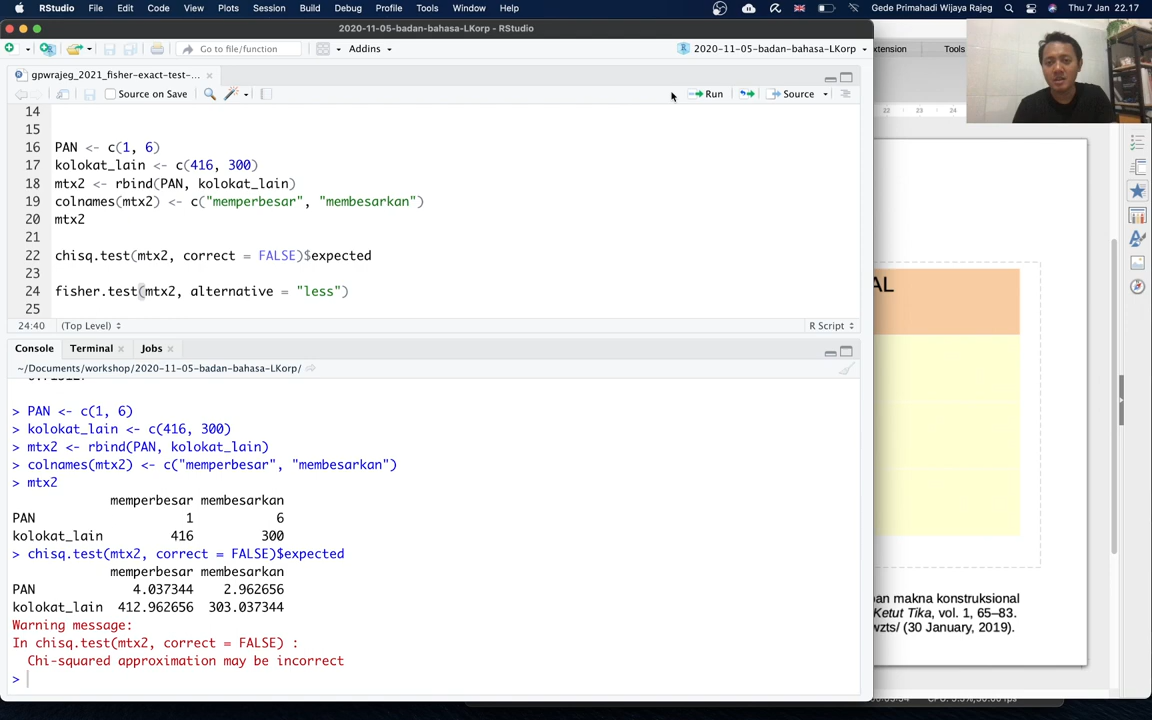 RStudio File Edit Code View Plots Session Build Debug Profile Tools Window Help Gede Primahadi Wijaya Rajeg Thu 7 Jan 22.17
2020-11-05-badan-bahasa-LKorp - RStudio
Go to file/function Addins 2020-11-05-badan-bahasa-LKorp
xtension Tools
gpwrajeg_2021_fisher-exact-test-...
Source on Save Run Source
22 23 24
14
15
16 PAN <- c(1, 6)
17 kolokat_lain <- c(416, 300)
18 mtx2 <- rbind(PAN, kolokat_lain)
19 colnames(mtx2) <- c("memperbesar", "membesarkan")
20 mtx2
21
22 chisq.test(mtx2, correct = FALSE)$expected
23
24 fisher.test(mtx2, alternative = "less")
25
24:40 (Top Level) R Script
Console Terminal Jobs
~/Documents/workshop/2020-11-05-badan-bahasa-LKorp/
> PAN <- c(1, 6)
> kolokat_lain <- c(416, 300)
> mtx2 <- rbind(PAN, kolokat_lain)
> colnames(mtx2) <- c("memperbesar", "membesarkan")
> mtx2
memperbesar membesarkan
PAN 1 6
kolokat_lain 416 300
> chisq.test(mtx2, correct = FALSE)$expected
memperbesar membesarkan
PAN 4.037344 2.962656
kolokat_lain 412.962656 303.037344
Warning message:
In chisq.test(mtx2, correct = FALSE) :
Chi-squared approximation may be incorrect
>
AL
pan makna konstruksional
Ketut Tika, vol. 1, 65–83.
wzts/ (30 January, 2019).